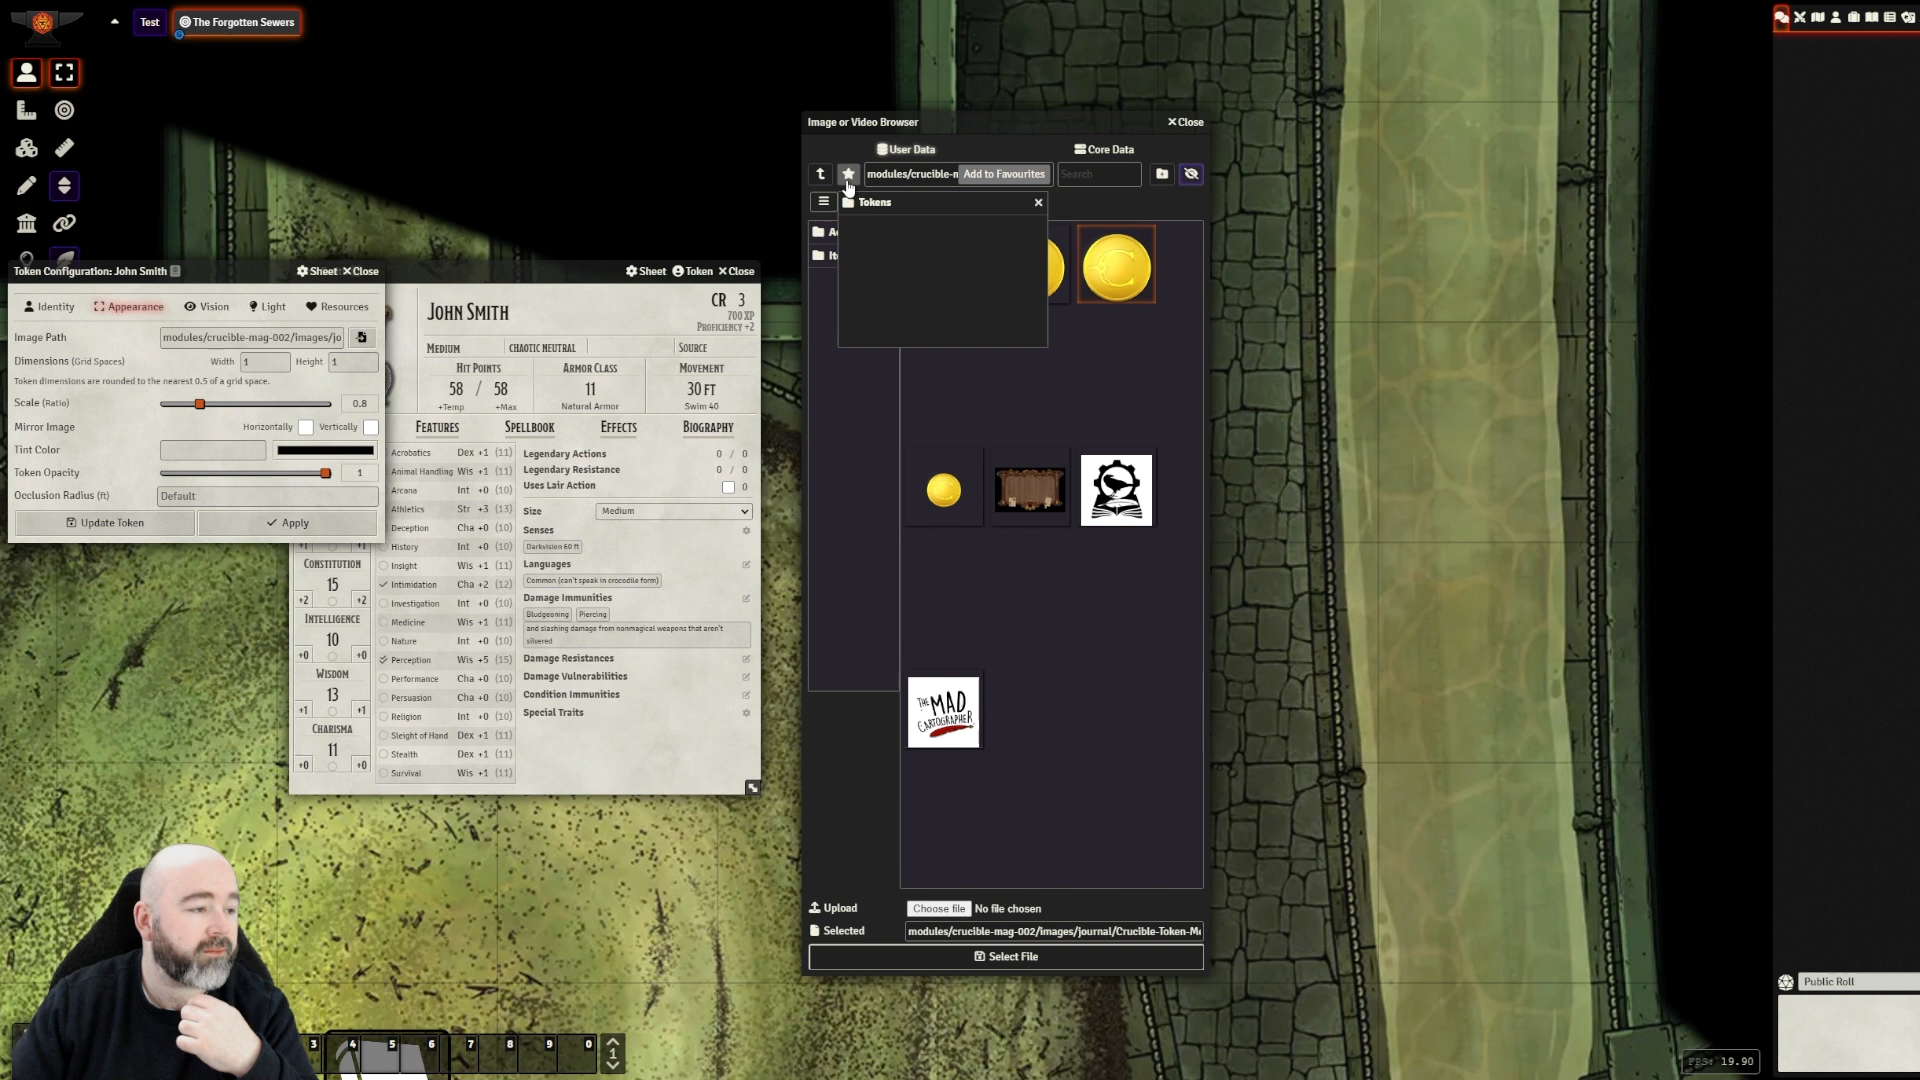 Test
The Forgotten Sewers
G
Token Configuration: John Smith
Sheet
Close
Identity
Appearance
Vision
Light
Resources
Image Path
modules/crucible-mag-002/images/jo
Dimensions (Grid Spaces)
Width
1
Height
1
Token dimensions are rounded to the nearest 0.5 of a grid space.
Scale (Ratio)
0.8
Mirror Image
Horizontally
Vertically
Tint Color
Token Opacity
1
Occlusion Radius (ft)
Default
Update Token
Apply
Sheet
Token
Close
JOHN SMITH
CR 3
700 XP
PROFICIENCY +2
MEDIUM
CHAOTIC NEUTRAL
SOURCE
HIT POINTS
58 / 58
+Temp +Max
ARMOR CLASS
11
Natural Armor
MOVEMENT
30 FT
Swim 40
FEATURES
SPELLBOOK
EFFECTS
BIOGRAPHY
+1 +1
CONSTITUTION
15
+2 +2
INTELLIGENCE
10
+0 +0
WISDOM
13
+1 +1
CHARISMA
11
+0 +0
Acrobatics Dex +1 (11)
Animal Handling Wis +1 (11)
Arcana Int +0 (10)
Athletics Str +3 (13)
Deception Cha +0 (10)
History Int +0 (10)
Insight Wis +1 (11)
Intimidation Cha +2 (12)
Investigation Int +0 (10)
Medicine Wis +1 (11)
Nature Int +0 (10)
Perception Wis +5 (15)
Performance Cha +0 (10)
Persuasion Cha +0 (10)
Religion Int +0 (10)
Sleight of Hand Dex +1 (11)
Stealth Dex +1 (11)
Survival Wis +1 (11)
Legendary Actions 0 / 0
Legendary Resistance 0 / 0
Uses Lair Action 0
Size Medium
Senses
Darkvision 60 ft
Languages
Common (can't speak in crocodile form)
Damage Immunities
Bludgeoning Piercing
and slashing damage from nonmagical weapons that aren't
silvered
Damage Resistances
Damage Vulnerabilities
Condition Immunities
Special Traits
Image or Video Browser
Close
User Data
Core Data
modules/crucible-m
Add to Favourites
Search
Tokens
C
C
THE MAD
CARTOGRAPHER
Upload
Choose file No file chosen
Selected
modules/crucible-mag-002/images/journal/Crucible-Token-Me
Select File
3 4 5 6 7 8 9 0
1
Public Roll
FPS: 19.90